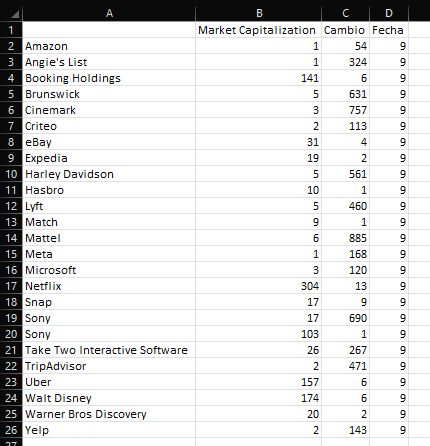 A B C D
1 Market Capitalization Cambio Fecha
2 Amazon 1 54 9
3 Angie's List 1 324 9
4 Booking Holdings 141 6 9
5 Brunswick 5 631 9
6 Cinemark 3 757 9
7 Criteo 2 113 9
8 eBay 31 4 9
9 Expedia 19 2 9
10 Harley Davidson 5 561 9
11 Hasbro 10 1 9
12 Lyft 5 460 9
13 Match 9 1 9
14 Mattel 6 885 9
15 Meta 1 168 9
16 Microsoft 3 120 9
17 Netflix 304 13 9
18 Snap 17 9 9
19 Sony 17 690 9
20 Sony 103 1 9
21 Take Two Interactive Software 26 267 9
22 TripAdvisor 2 471 9
23 Uber 157 6 9
24 Walt Disney 174 6 9
25 Warner Bros Discovery 20 2 9
26 Yelp 2 143 9